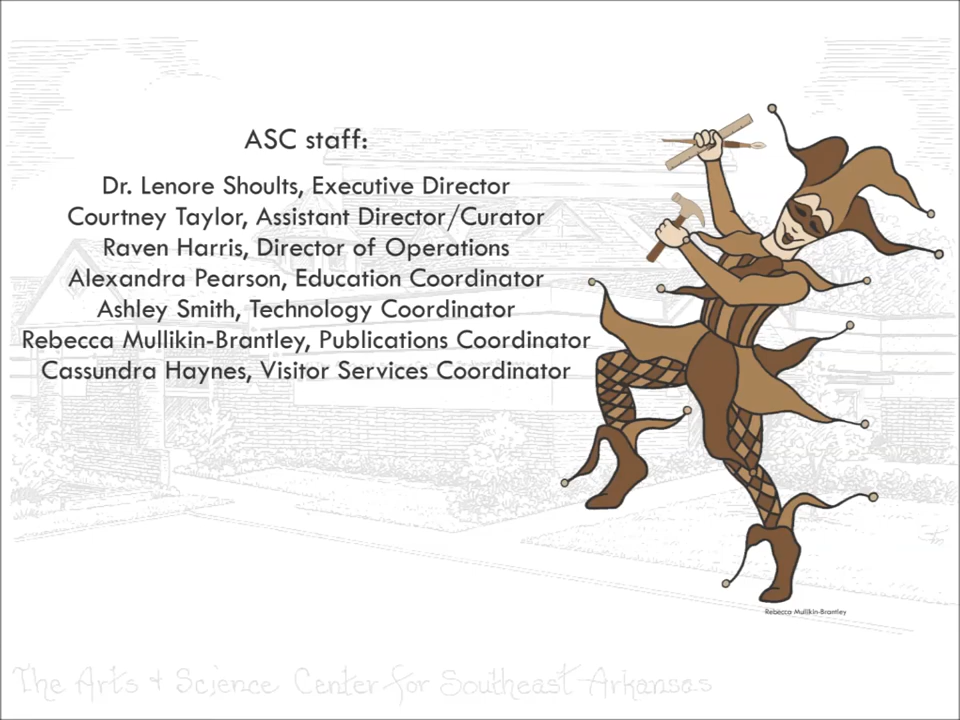 ASC staff:
Dr. Lenore Shoults, Executive Director
Courtney Taylor, Assistant Director/Curator
Raven Harris, Director of Operations
Alexandra Pearson, Education Coordinator
Ashley Smith, Technology Coordinator
Rebecca Mullikin-Brantley, Publications Coordinator
Cassundra Haynes, Visitor Services Coordinator
Rebecca Mullikin-Brantley
The Arts & Science Center for Southeast Arkansas